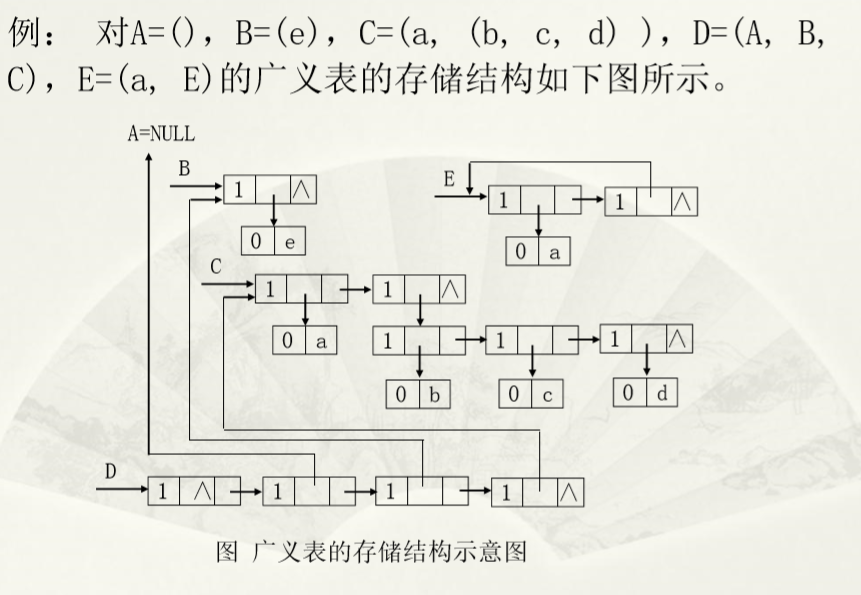 例： 对A=()，B=(e)，C=(a, (b, c, d) )，D=(A, B,
C)，E=(a, E)的广义表的存储结构如下图所示。
A=NULL
B
1 ∧
E
1
1 ∧
0 e
0 a
C
1
1 ∧
0 a
1
1
1 ∧
0 b
0 c
0 d
D
1 ∧
1
1
1 ∧
图 广义表的存储结构示意图